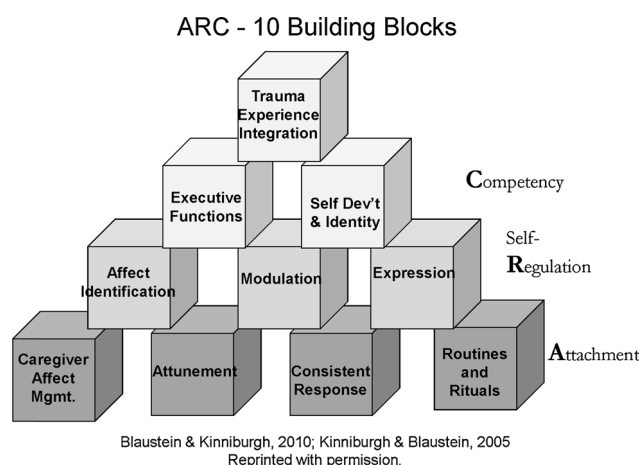 ARC - 10 Building Blocks
Trauma
Experience
Integration
Executive
Functions
Self Dev't
& Identity
Competency
Affect
Identification
Modulation
Expression
Self-
Regulation
Caregiver
Affect
Mgmt.
Attunement
Consistent
Response
Routines
and
Rituals
Attachment
Blaustein & Kinniburgh, 2010; Kinniburgh & Blaustein, 2005
Reprinted with permission.